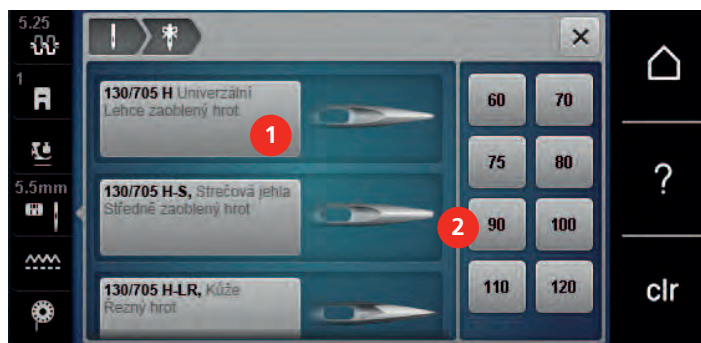 5.25
1
5.5mm
130/705 H Univerzální
Lehce zaoblený hrot
1
130/705 H-S, Strečová jehla
Středně zaoblený hrot
130/705 H-LR, Kůže
Řezný hrot
60
70
75
80
2
90
100
110
120
?
clr